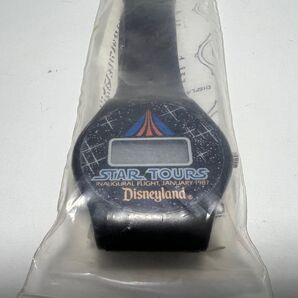 STAR TOURS
INAUGURAL FLIGHT, JANUARY 1987
Disneyland®